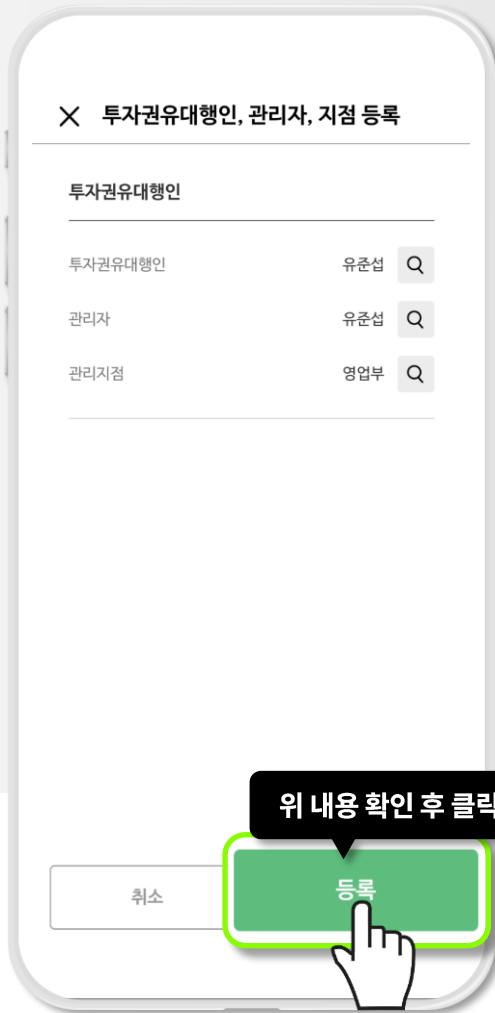 투자권유대행인, 관리자, 지점 등록
투자권유대행인
투자권유대행인 유준섭
관리자 유준섭
관리지점 영업부
위 내용 확인 후 클릭
취소 등록